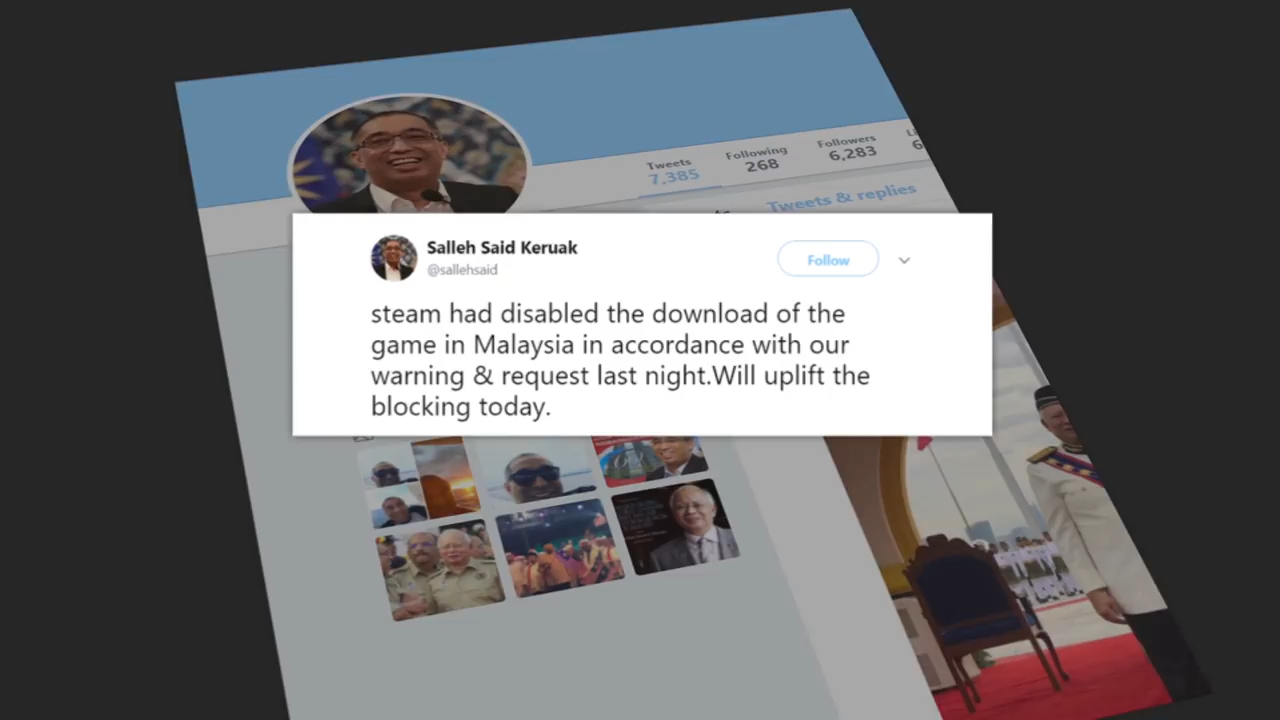 Tweets
7,385
Following
268
Followers
6,283
Tweets & replies
Salleh Said Keruak
@sallehsaid
Follow
steam had disabled the download of the
game in Malaysia in accordance with our
warning & request last night.Will uplift the
blocking today.